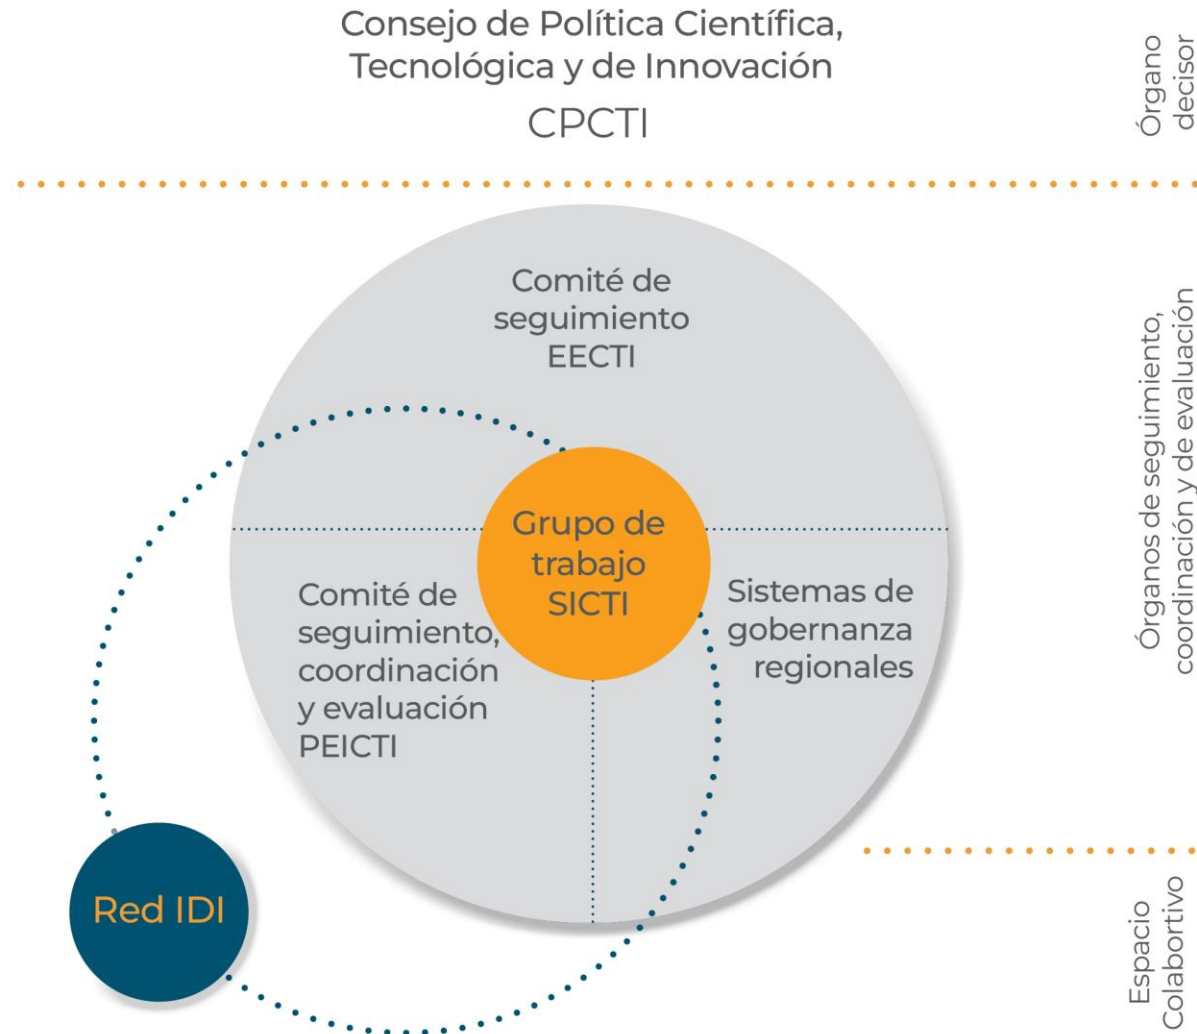 Consejo de Política Científica,
Tecnológica y de Innovación
CPCTI
Órgano
decisor
Comité de
seguimiento
EECTI
Grupo de
trabajo
SICTI
Comité de
seguimiento,
coordinación
y evaluación
PEICTI
Sistemas de
gobernanza
regionales
Órganos de seguimiento,
coordinación y de evaluación
Red IDI
Espacio
Colabortivo